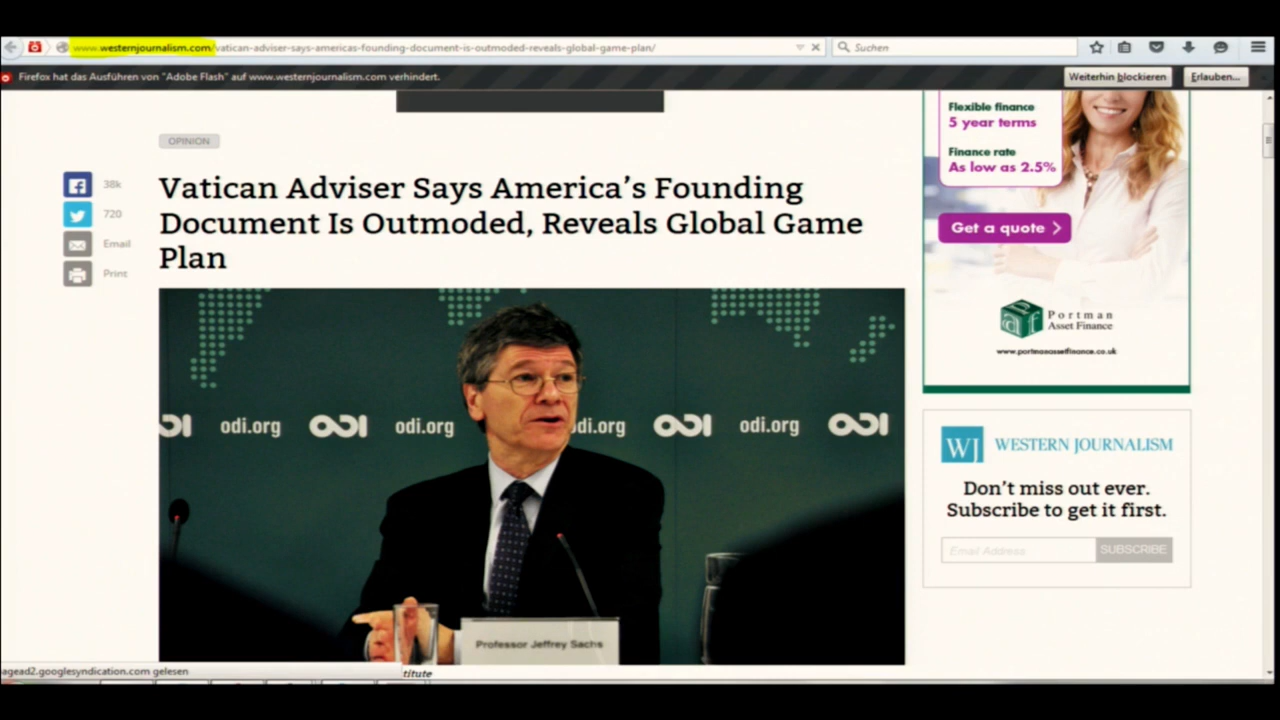 www.westernjournalism.com/vatican-adviser-says-americas-founding-document-is-outmoded-reveals-global-game-plan/
Suchen
Firefox hat das Ausführen von "Adobe Flash" auf www.westernjournalism.com verhindert.
Weiterhin blockieren
Erlauben...
OPINION
38k
720
Email
Print
Vatican Adviser Says America's Founding
Document Is Outmoded, Reveals Global Game
Plan
odi.org
odi.org
di.org
odi.org
Professor Jeffrey Sachs
titute
Flexible finance
5 year terms
Finance rate
As low as 2.5%
Get a quote
Portman
Asset Finance
www.portmanassetfinance.co.uk
WJ WESTERN JOURNALISM
Don't miss out ever.
Subscribe to get it first.
Email Address
SUBSCRIBE
agead2.googlesyndication.com gelesen